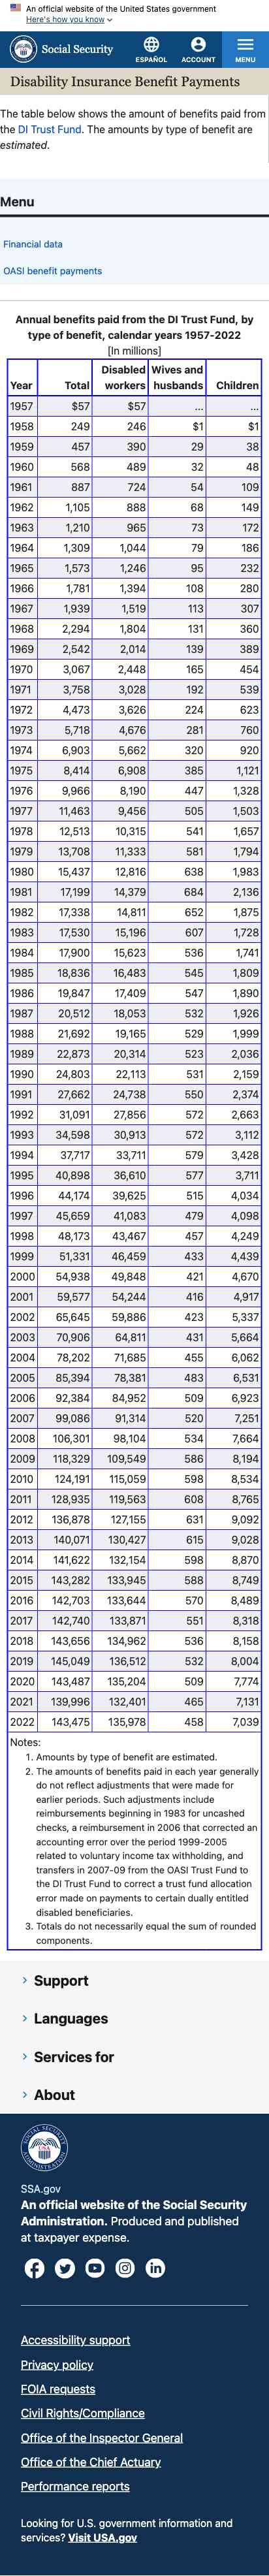 An official website of the United States government
Here's how you know
Social Security
ESPAÑOL
ACCOUNT
MENU
Disability Insurance Benefit Payments
The table below shows the amount of benefits paid from
the DI Trust Fund. The amounts by type of benefit are
estimated.
Menu
Financial data
OASI benefit payments
Annual benefits paid from the DI Trust Fund, by
type of benefit, calendar years 1957-2022
[In millions]
Disabled Wives and
Year Total workers husbands Children
1957 $57 $57 ... ...
1958 249 246 $1 $1
1959 457 390 29 38
1960 568 489 32 48
1961 887 724 54 109
1962 1,105 888 68 149
1963 1,210 965 73 172
1964 1,309 1,044 79 186
1965 1,573 1,246 95 232
1966 1,781 1,394 108 280
1967 1,939 1,519 113 307
1968 2,294 1,804 131 360
1969 2,542 2,014 139 389
1970 3,067 2,448 165 454
1971 3,758 3,028 192 539
1972 4,473 3,626 224 623
1973 5,718 4,676 281 760
1974 6,903 5,662 320 920
1975 8,414 6,908 385 1,121
1976 9,966 8,190 447 1,328
1977 11,463 9,456 505 1,503
1978 12,513 10,315 541 1,657
1979 13,708 11,333 581 1,794
1980 15,437 12,816 638 1,983
1981 17,199 14,379 684 2,136
1982 17,338 14,811 652 1,875
1983 17,530 15,196 607 1,728
1984 17,900 15,623 536 1,741
1985 18,836 16,483 545 1,809
1986 19,847 17,409 547 1,890
1987 20,512 18,053 532 1,926
1988 21,692 19,165 529 1,999
1989 22,873 20,314 523 2,036
1990 24,803 22,113 531 2,159
1991 27,662 24,738 550 2,374
1992 31,091 27,856 572 2,663
1993 34,598 30,913 572 3,112
1994 37,717 33,711 579 3,428
1995 40,898 36,610 577 3,711
1996 44,174 39,625 515 4,034
1997 45,659 41,083 479 4,098
1998 48,173 43,467 457 4,249
1999 51,331 46,459 433 4,439
2000 54,938 49,848 421 4,670
2001 59,577 54,244 416 4,917
2002 65,645 59,886 423 5,337
2003 70,906 64,811 431 5,664
2004 78,202 71,685 455 6,062
2005 85,394 78,381 483 6,531
2006 92,384 84,952 509 6,923
2007 99,086 91,314 520 7,251
2008 106,301 98,104 534 7,664
2009 118,329 109,549 586 8,194
2010 124,191 115,059 598 8,534
2011 128,935 119,563 608 8,765
2012 136,878 127,155 631 9,092
2013 140,071 130,427 615 9,028
2014 141,622 132,154 598 8,870
2015 143,282 133,945 588 8,749
2016 142,703 133,644 570 8,489
2017 142,740 133,871 551 8,318
2018 143,656 134,962 536 8,158
2019 145,049 136,512 532 8,004
2020 143,487 135,204 509 7,774
2021 139,996 132,401 465 7,131
2022 143,475 135,978 458 7,039
Notes:
1. Amounts by type of benefit are estimated.
2. The amounts of benefits paid in each year generally
do not reflect adjustments that were made for
earlier periods. Such adjustments include
reimbursements beginning in 1983 for uncashed
checks, a reimbursement in 2006 that corrected an
accounting error over the period 1999-2005
related to voluntary income tax withholding, and
transfers in 2007-09 from the OASI Trust Fund to
the DI Trust Fund to correct a trust fund allocation
error made on payments to certain dually entitled
disabled beneficiaries.
3. Totals do not necessarily equal the sum of rounded
components.
Support
Languages
Services for
About
SOCIAL SECURITY
USA
ADMINISTRATION
SSA.gov
An official website of the Social Security
Administration. Produced and published
at taxpayer expense.
Accessibility support
Privacy policy
FOIA requests
Civil Rights/Compliance
Office of the Inspector General
Office of the Chief Actuary
Performance reports
Looking for U.S. government information and
services? Visit USA.gov